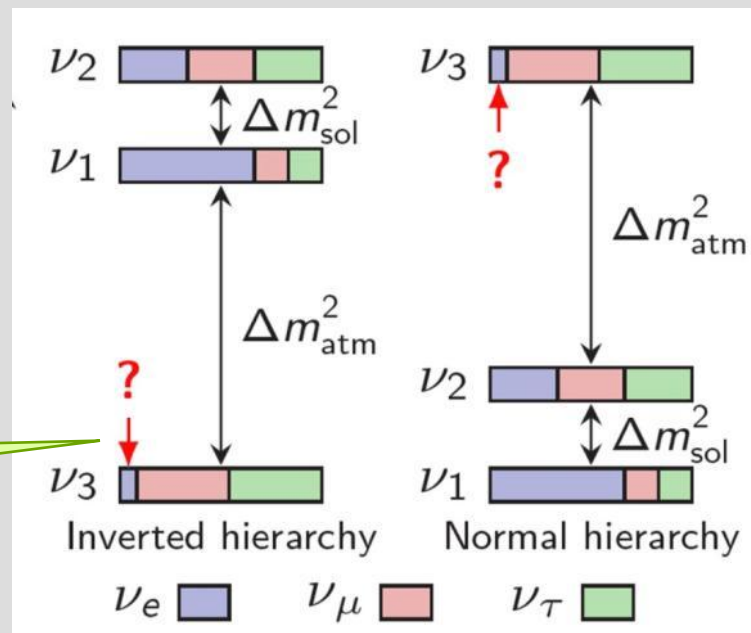 ν₂
Δm²sol
ν₁
Δm²atm
?
ν₃
Inverted hierarchy
ν₃
?
Δm²atm
ν₂
Δm²sol
ν₁
Normal hierarchy
νe νμ ντ